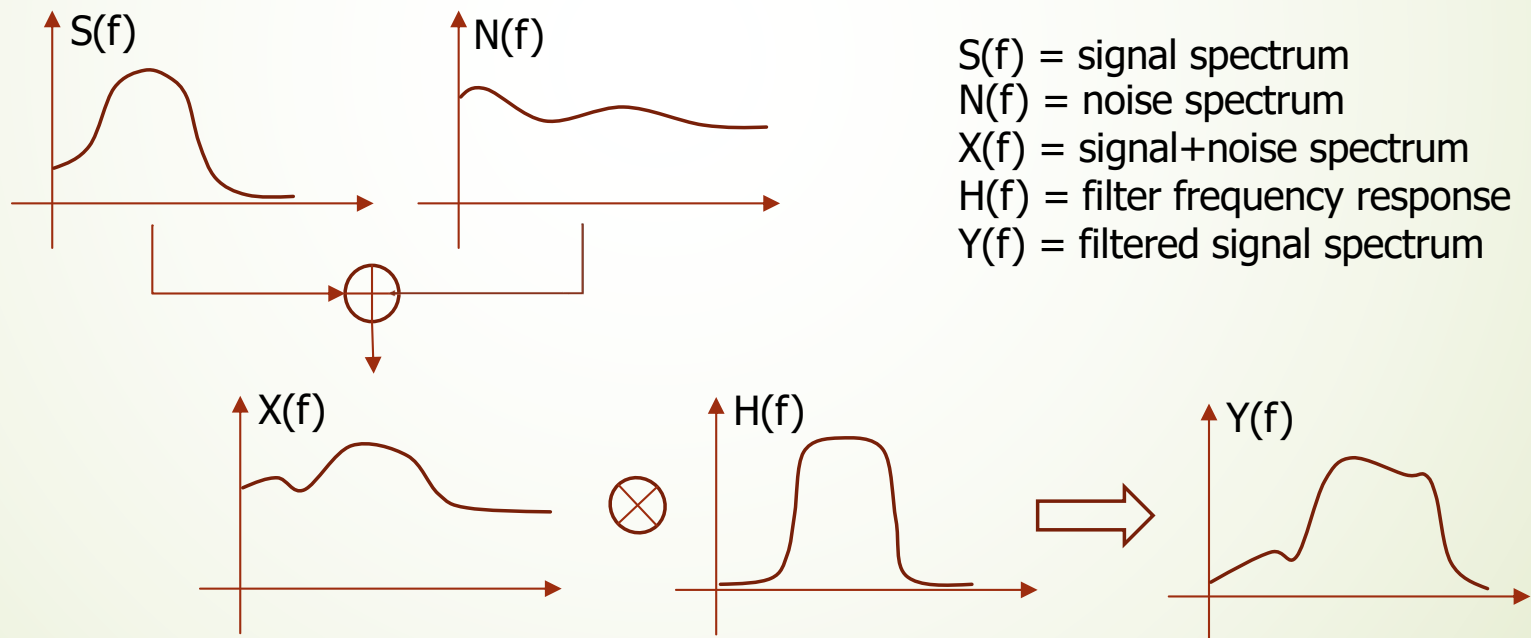 S(f)
N(f)
S(f) = signal spectrum
N(f) = noise spectrum
X(f) = signal+noise spectrum
H(f) = filter frequency response
Y(f) = filtered signal spectrum
X(f)
H(f)
Y(f)